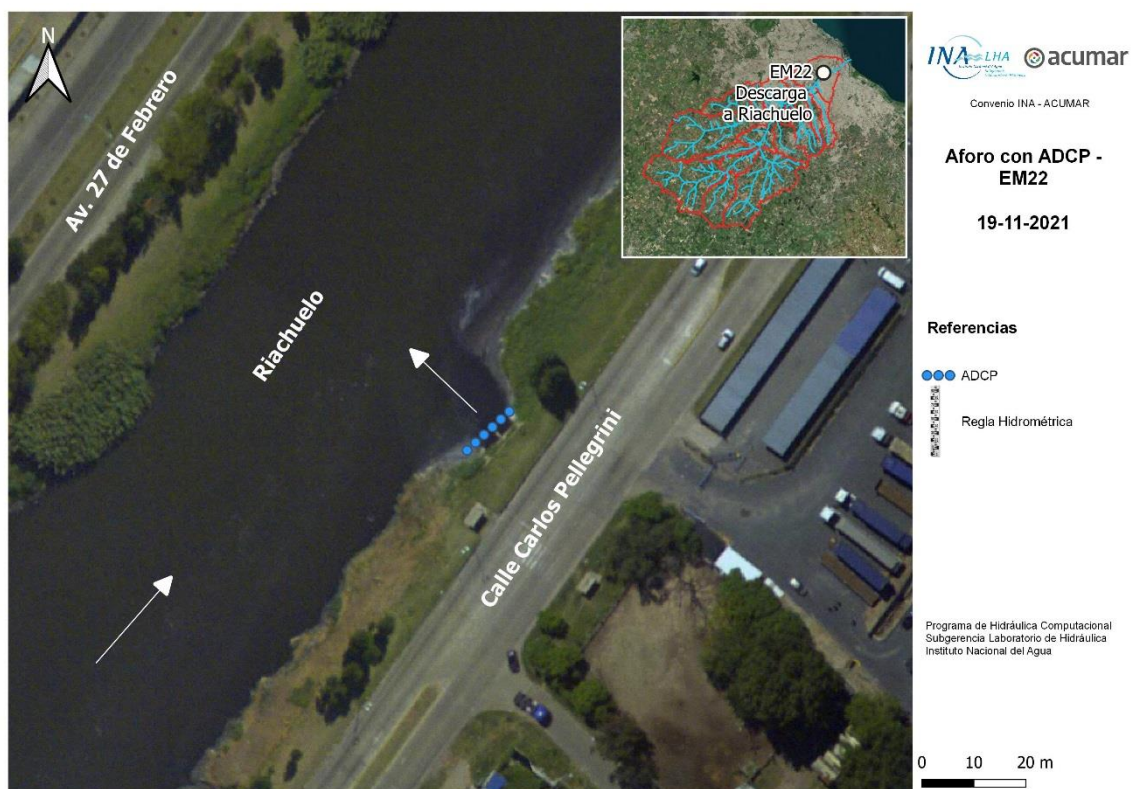 N
Av. 27 de Febrero
Riachuelo
Calle Carlos Pellegrini
EM22
Descarga
a Riachuelo
INA LHA
acumar
Convenio INA - ACUMAR
Aforo con ADCP -
EM22
19-11-2021
Referencias
ADCP
Regla Hidrométrica
Programa de Hidráulica Computacional
Subgerencia Laboratorio de Hidráulica
Instituto Nacional del Agua
0 10 20 m